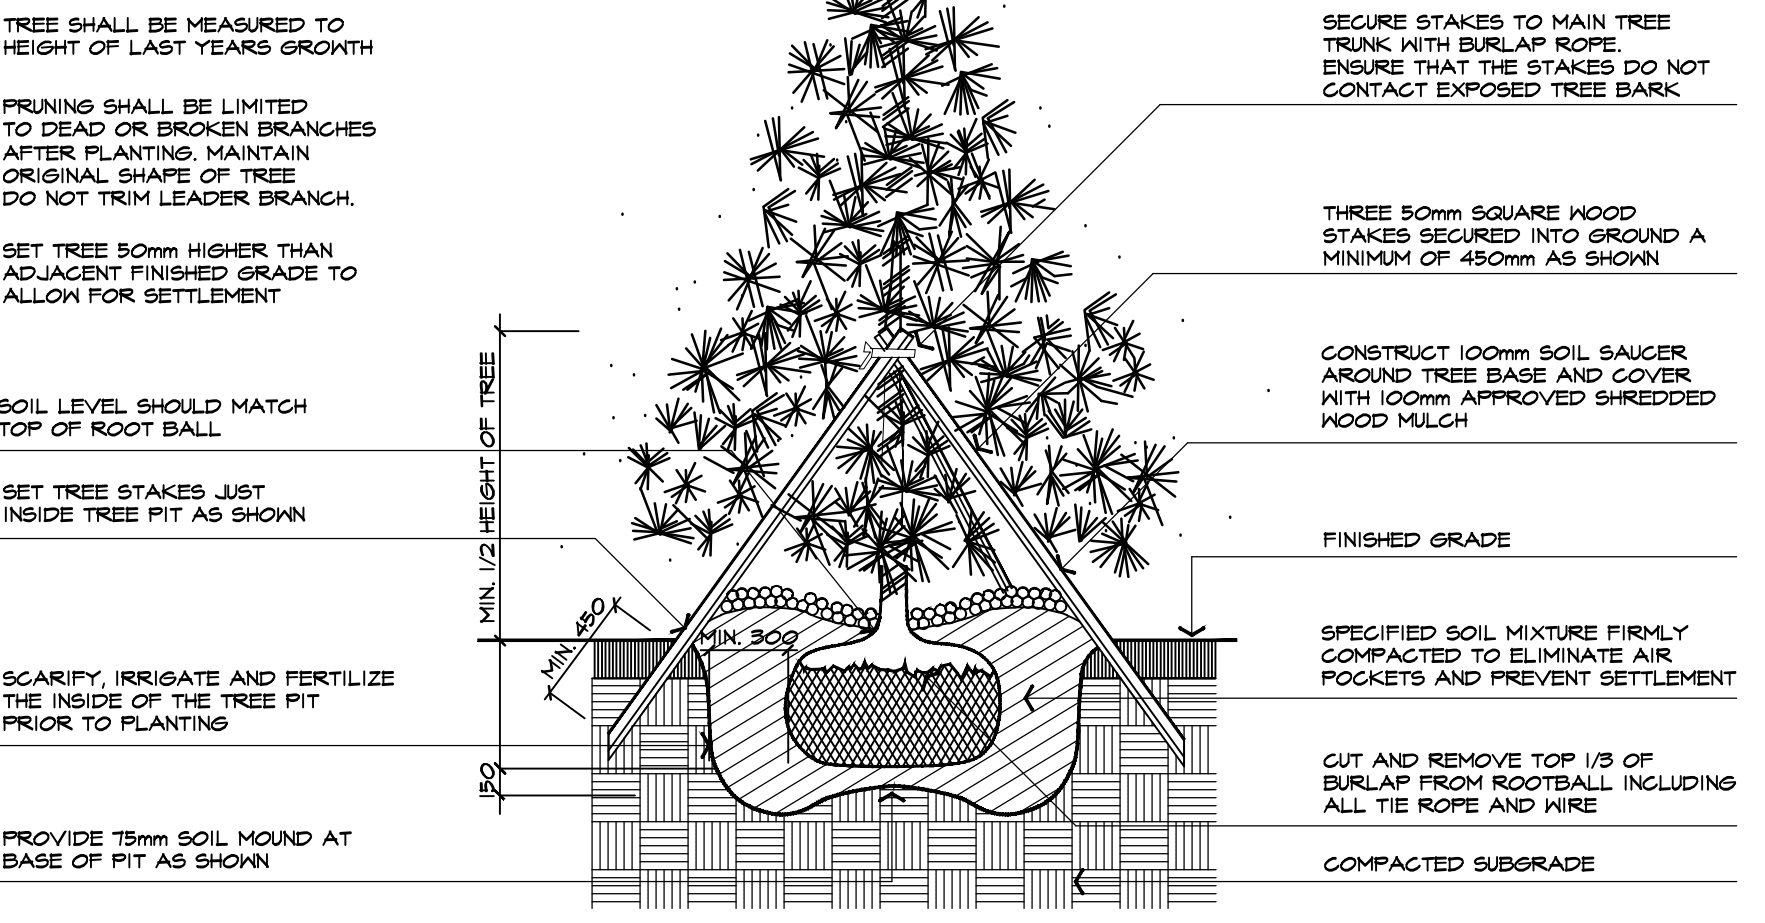 TREE SHALL BE MEASURED TO
HEIGHT OF LAST YEARS GROWTH
PRUNING SHALL BE LIMITED
TO DEAD OR BROKEN BRANCHES
AFTER PLANTING. MAINTAIN
ORIGINAL SHAPE OF TREE
DO NOT TRIM LEADER BRANCH.
SET TREE 50mm HIGHER THAN
ADJACENT FINISHED GRADE TO
ALLOW FOR SETTLEMENT
SOIL LEVEL SHOULD MATCH
TOP OF ROOT BALL
SET TREE STAKES JUST
INSIDE TREE PIT AS SHOWN
SCARIFY, IRRIGATE AND FERTILIZE
THE INSIDE OF THE TREE PIT
PRIOR TO PLANTING
PROVIDE 75mm SOIL MOUND AT
BASE OF PIT AS SHOWN
MIN. 1/2 HEIGHT OF TREE
MIN. 450
MIN. 300
150
SECURE STAKES TO MAIN TREE
TRUNK WITH BURLAP ROPE.
ENSURE THAT THE STAKES DO NOT
CONTACT EXPOSED TREE BARK
THREE 50mm SQUARE WOOD
STAKES SECURED INTO GROUND A
MINIMUM OF 450mm AS SHOWN
CONSTRUCT 100mm SOIL SAUCER
AROUND TREE BASE AND COVER
WITH 100mm APPROVED SHREDDED
WOOD MULCH
FINISHED GRADE
SPECIFIED SOIL MIXTURE FIRMLY
COMPACTED TO ELIMINATE AIR
POCKETS AND PREVENT SETTLEMENT
CUT AND REMOVE TOP 1/3 OF
BURLAP FROM ROOTBALL INCLUDING
ALL TIE ROPE AND WIRE
COMPACTED SUBGRADE